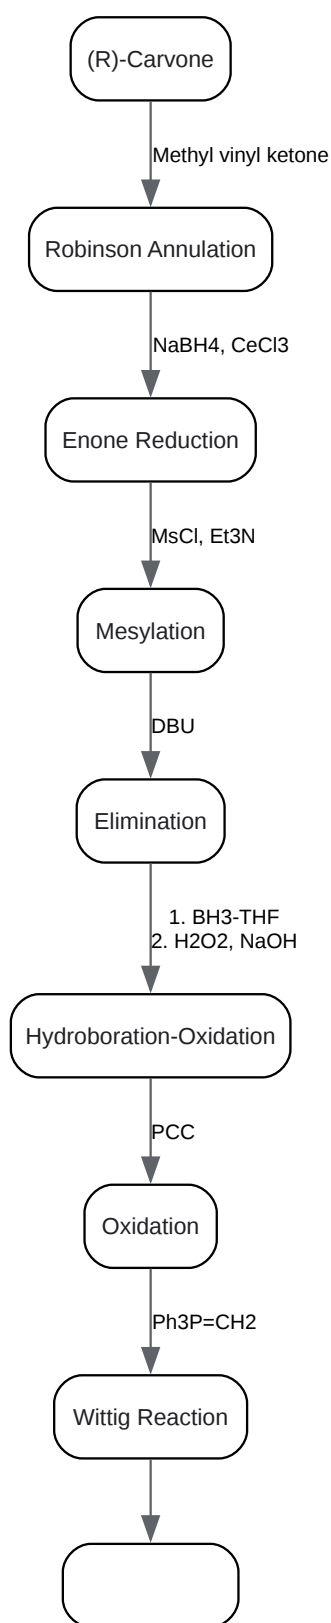 (R)-Carvone
Methyl vinyl ketone
Robinson Annulation
NaBH4, CeCl3
Enone Reduction
MsCl, Et3N
Mesylation
DBU
Elimination
1. BH3-THF
2. H2O2, NaOH
Hydroboration-Oxidation
PCC
Oxidation
Ph3P=CH2
Wittig Reaction